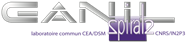 GANIL
spiral2
laboratoire commun CEA/DSM CNRS/IN2P3